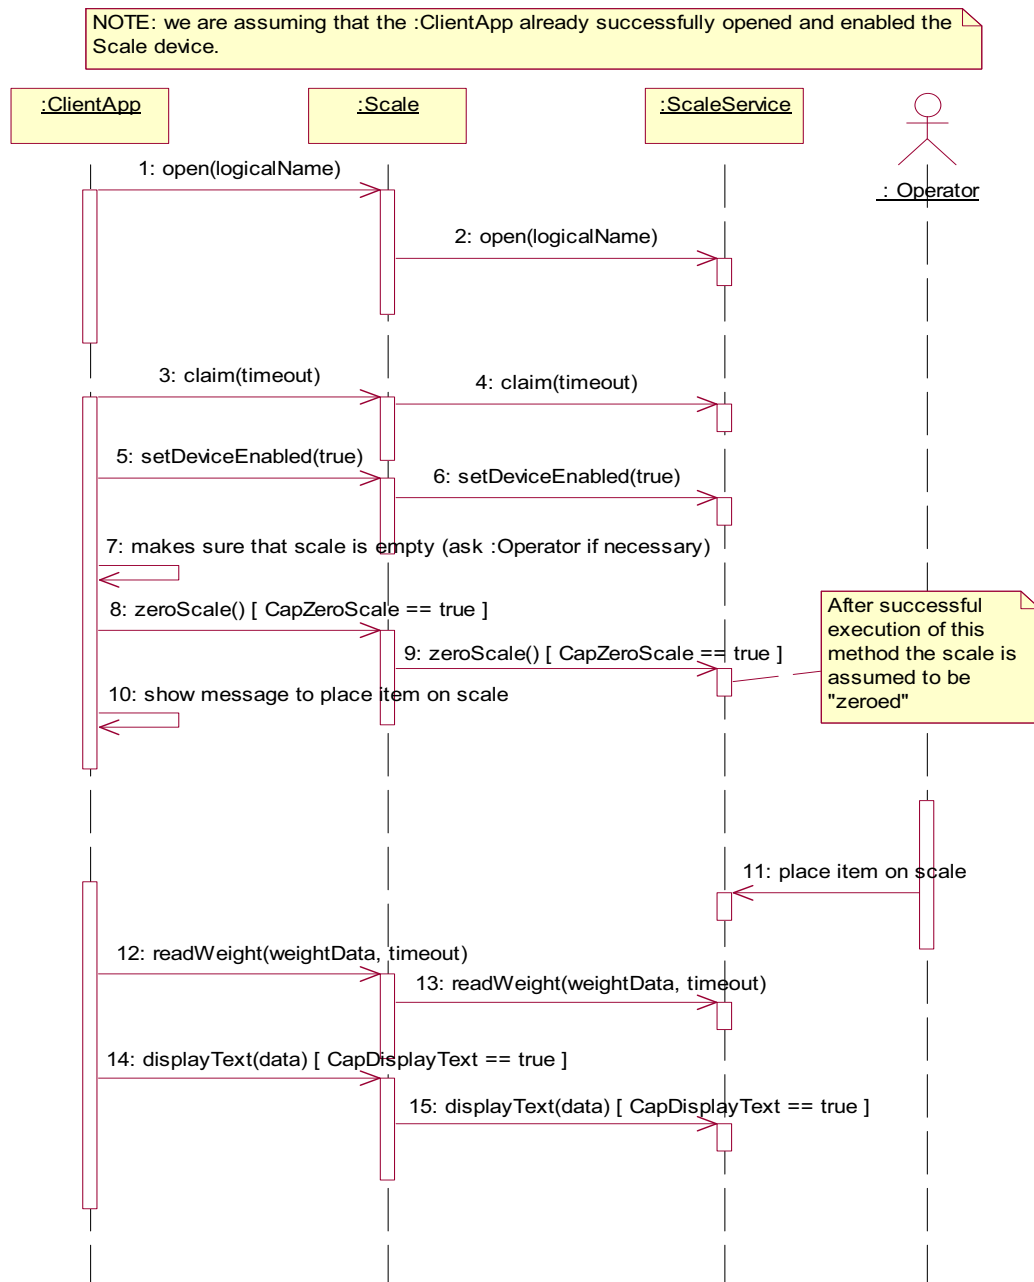 NOTE: we are assuming that the :ClientApp already successfully opened and enabled the
Scale device.
:ClientApp
:Scale
:ScaleService
: Operator
1: open(logicalName)
2: open(logicalName)
3: claim(timeout)
4: claim(timeout)
5: setDeviceEnabled(true)
6: setDeviceEnabled(true)
7: makes sure that scale is empty (ask :Operator if necessary)
8: zeroScale() [ CapZeroScale == true ]
9: zeroScale() [ CapZeroScale == true ]
After successful
execution of this
method the scale is
assumed to be
"zeroed"
10: show message to place item on scale
11: place item on scale
12: readWeight(weightData, timeout)
13: readWeight(weightData, timeout)
14: displayText(data) [ CapDisplayText == true ]
15: displayText(data) [ CapDisplayText == true ]